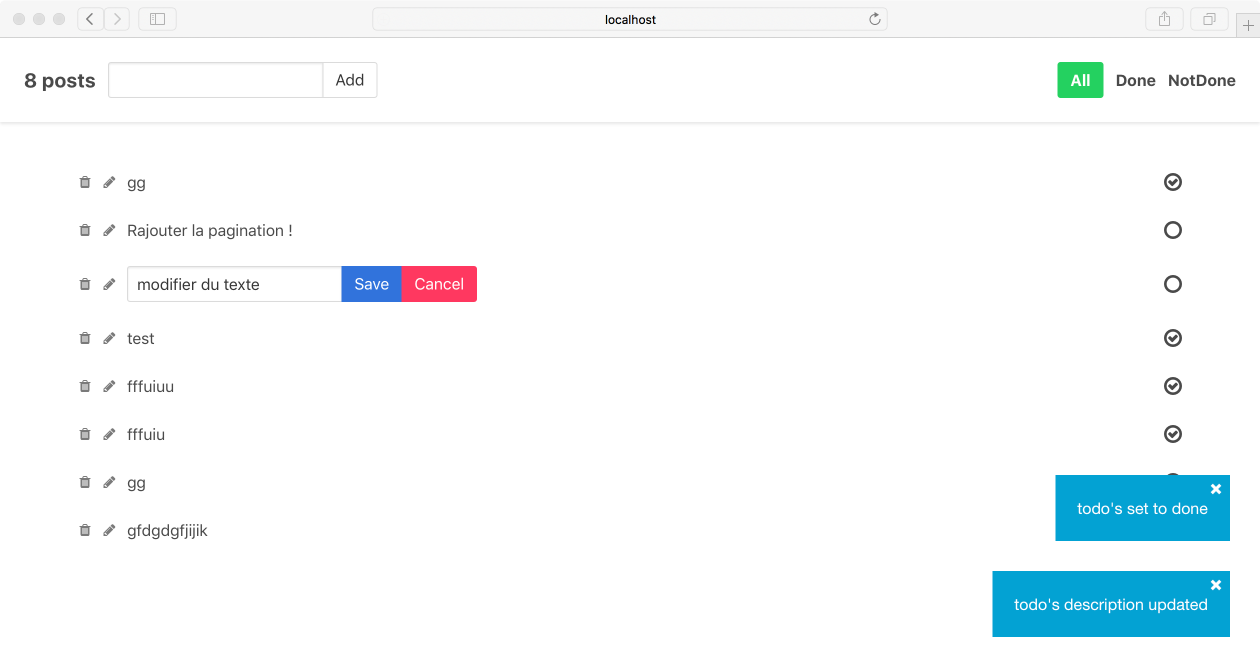 localhost
8 posts Add All Done NotDone
gg
Rajouter la pagination !
modifier du texte Save Cancel
test
fffuiuu
fffuiu
gg
todo's set to done
gfdgdgfjijik
todo's description updated